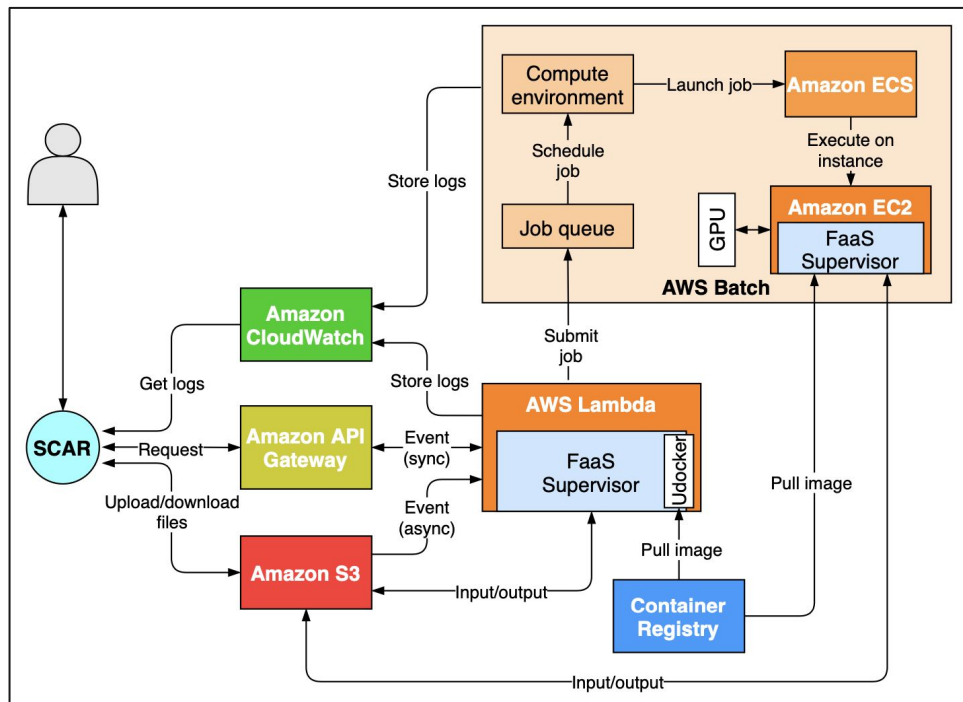 Compute
environment
Launch job
Amazon ECS
Store logs
Schedule
job
Execute on
instance
Job queue
GPU
Amazon EC2
FaaS
Supervisor
AWS Batch
Amazon
CloudWatch
Submit
job
Get logs
Store logs
AWS Lambda
SCAR
Request
Amazon API
Gateway
Event
(sync)
FaaS
Supervisor
Udocker
Upload/download
files
Event
(async)
Pull image
Pull image
Amazon S3
Input/output
Container
Registry
Input/output